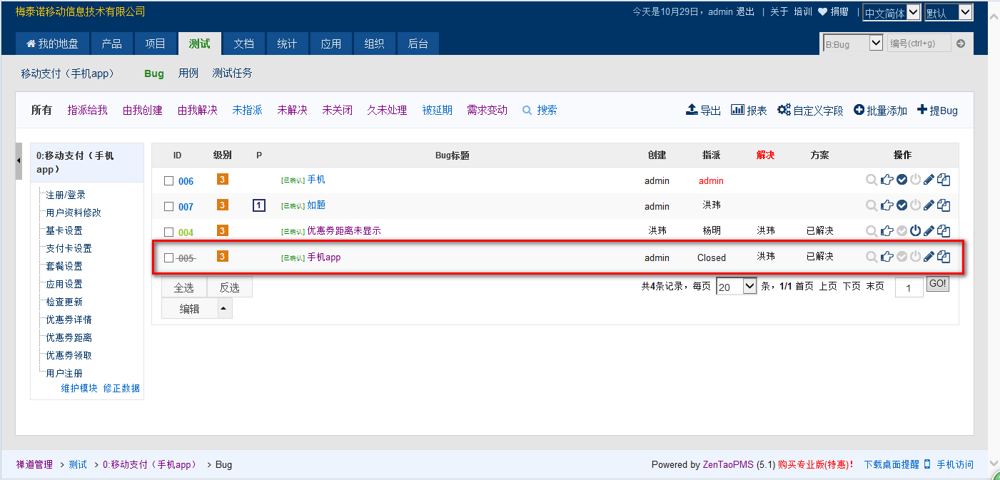 梅泰诺移动信息技术有限公司
今天是10月29日，admin 退出 | 关于 培训 捐赠 | 中文简体 默认
我的地盘 产品 项目 测试 文档 统计 应用 组织 后台 B:Bug 编号(ctrl+g)
移动支付（手机app） Bug 用例 测试任务
所有 指派给我 由我创建 由我解决 未指派 未解决 未关闭 久未处理 被延期 需求变动 搜索 导出 报表 自定义字段 批量添加 提Bug
0:移动支付（手机
app）
注册/登录
用户资料修改
基卡设置
支付卡设置
套餐设置
应用设置
检查更新
优惠券详情
优惠券距离
优惠券领取
用户注册
维护模块 修正数据
ID 级别 P Bug标题 创建 指派 解决 方案 操作
006 3 [已确认] 手机 admin admin
007 3 1 [已确认] 如题 admin 洪玮
004 3 [已确认] 优惠券距离未显示 洪玮 杨明 洪玮 已解决
005 3 [已确认] 手机app admin Closed 洪玮 已解决
全选 反选 共4条记录，每页 20 条，1/1 首页 上页 下页 末页 1 GO!
编辑
禅道管理 > 测试 > 0:移动支付（手机app） > Bug Powered by ZenTaoPMS (5.1) 购买专业版(特惠)！ 下载桌面提醒 手机访问